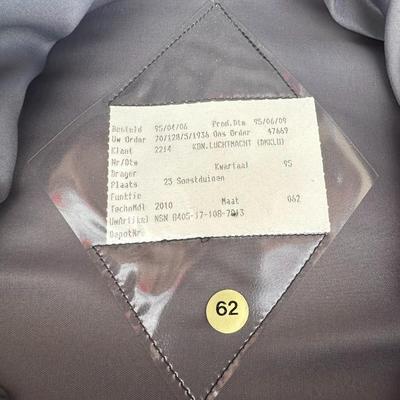 Besteld 95/04/06 Prod.Dtm 95/06/09
Uw Order 70/128/5/1936 Ons Order 47669
Klant 2214 KON.LUCHTMACHT (DMKLU)
Nr/Dtm Kwartaal 95
Drager
Plaats 23 Soestduinen
Funktie
TechnMdl 2010 Maat 062
UwArtikel NSN 8405-17-108-7013
DepotNr
62